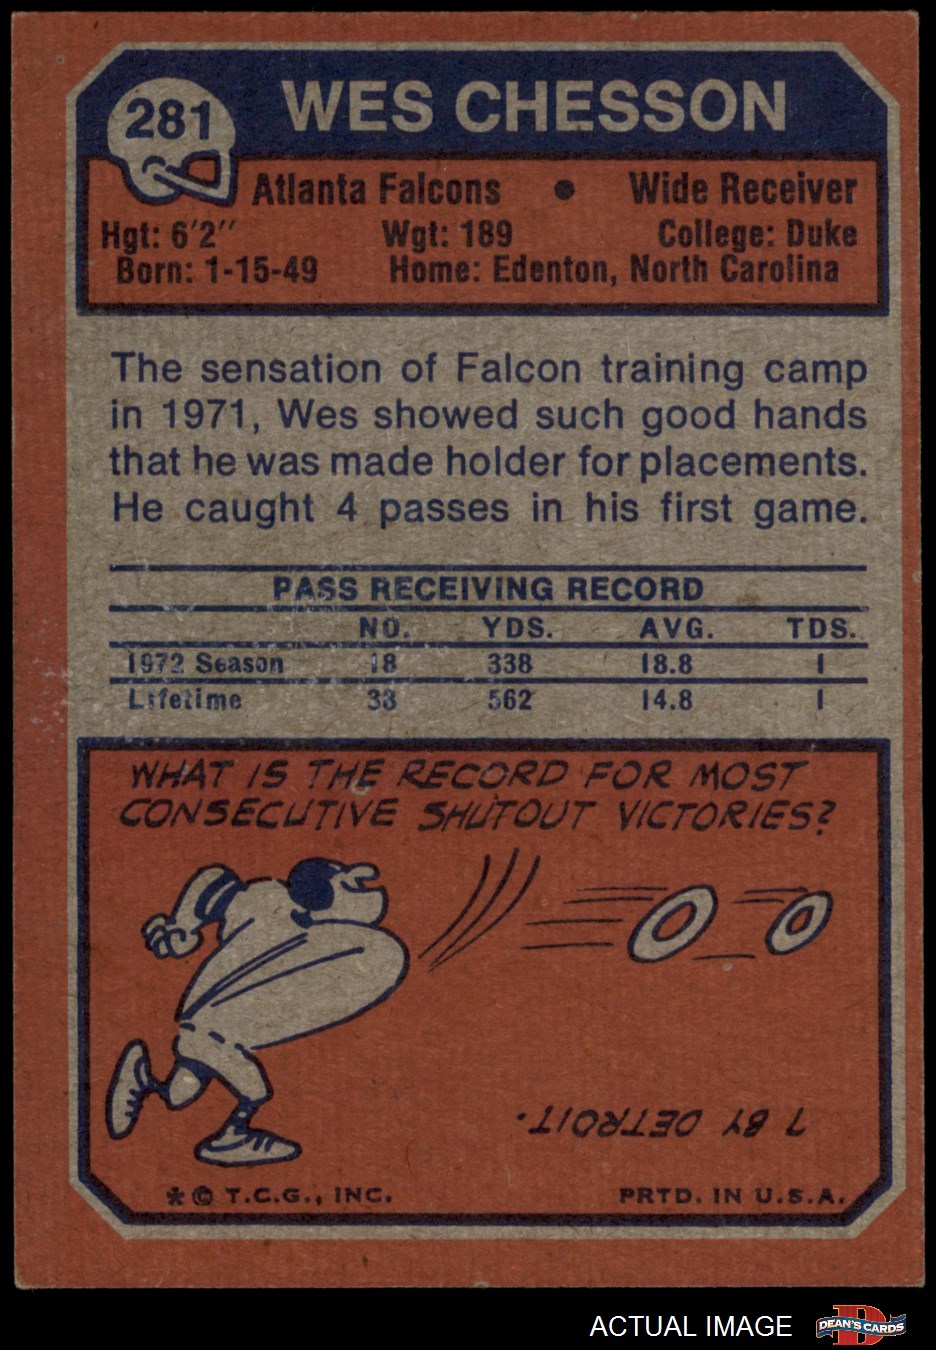 281
WES CHESSON
Atlanta Falcons • Wide Receiver
Hgt: 6'2" Wgt: 189 College: Duke
Born: 1-15-49 Home: Edenton, North Carolina
The sensation of Falcon training camp
in 1971, Wes showed such good hands
that he was made holder for placements.
He caught 4 passes in his first game.
PASS RECEIVING RECORD
NO. YDS. AVG. TDS.
1972 Season 18 338 18.8 1
Lifetime 38 562 14.8 1
WHAT IS THE RECORD FOR MOST
CONSECUTIVE SHUTOUT VICTORIES?
7 BY DETROIT.
*© T.C.G., INC. PRTD. IN U.S.A.
ACTUAL IMAGE
DEAN'S CARDS